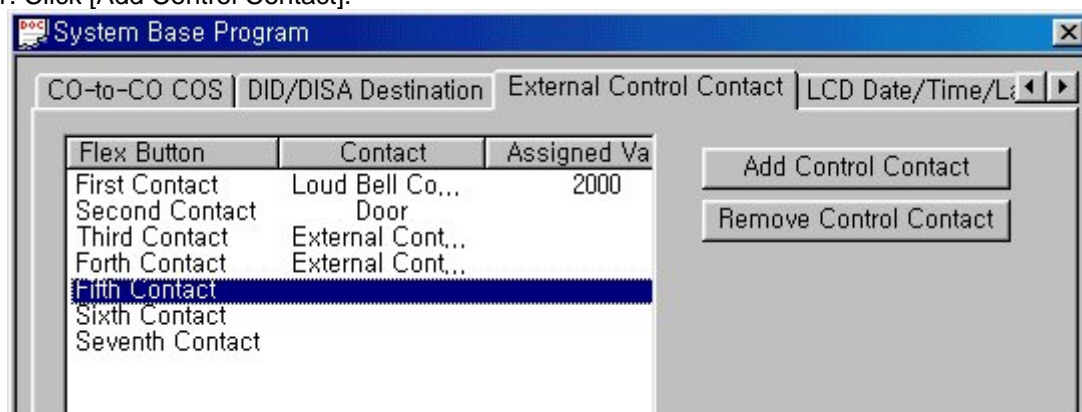 1. Click [Add Control Contact].
DOC System Base Program
CO-to-CO COS DID/DISA Destination External Control Contact LCD Date/Time/La
Flex Button Contact Assigned Va
First Contact Loud Bell Co... 2000
Second Contact Door
Third Contact External Cont...
Forth Contact External Cont...
Fifth Contact
Sixth Contact
Seventh Contact
Add Control Contact
Remove Control Contact